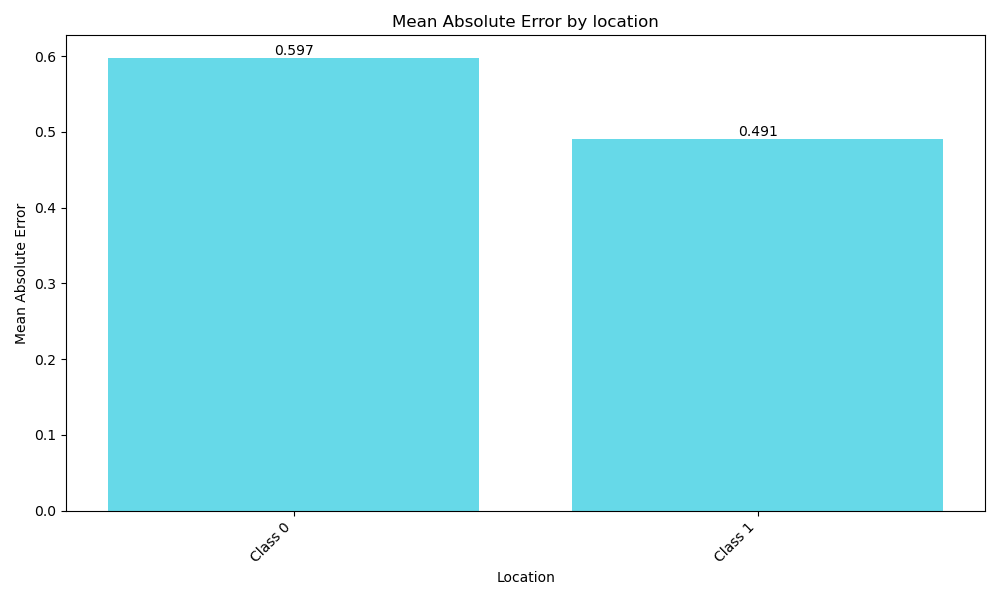 Mean Absolute Error by location
0.597
0.491
Mean Absolute Error
0.6
0.5
0.4
0.3
0.2
0.1
0.0
Class 0
Class 1
Location